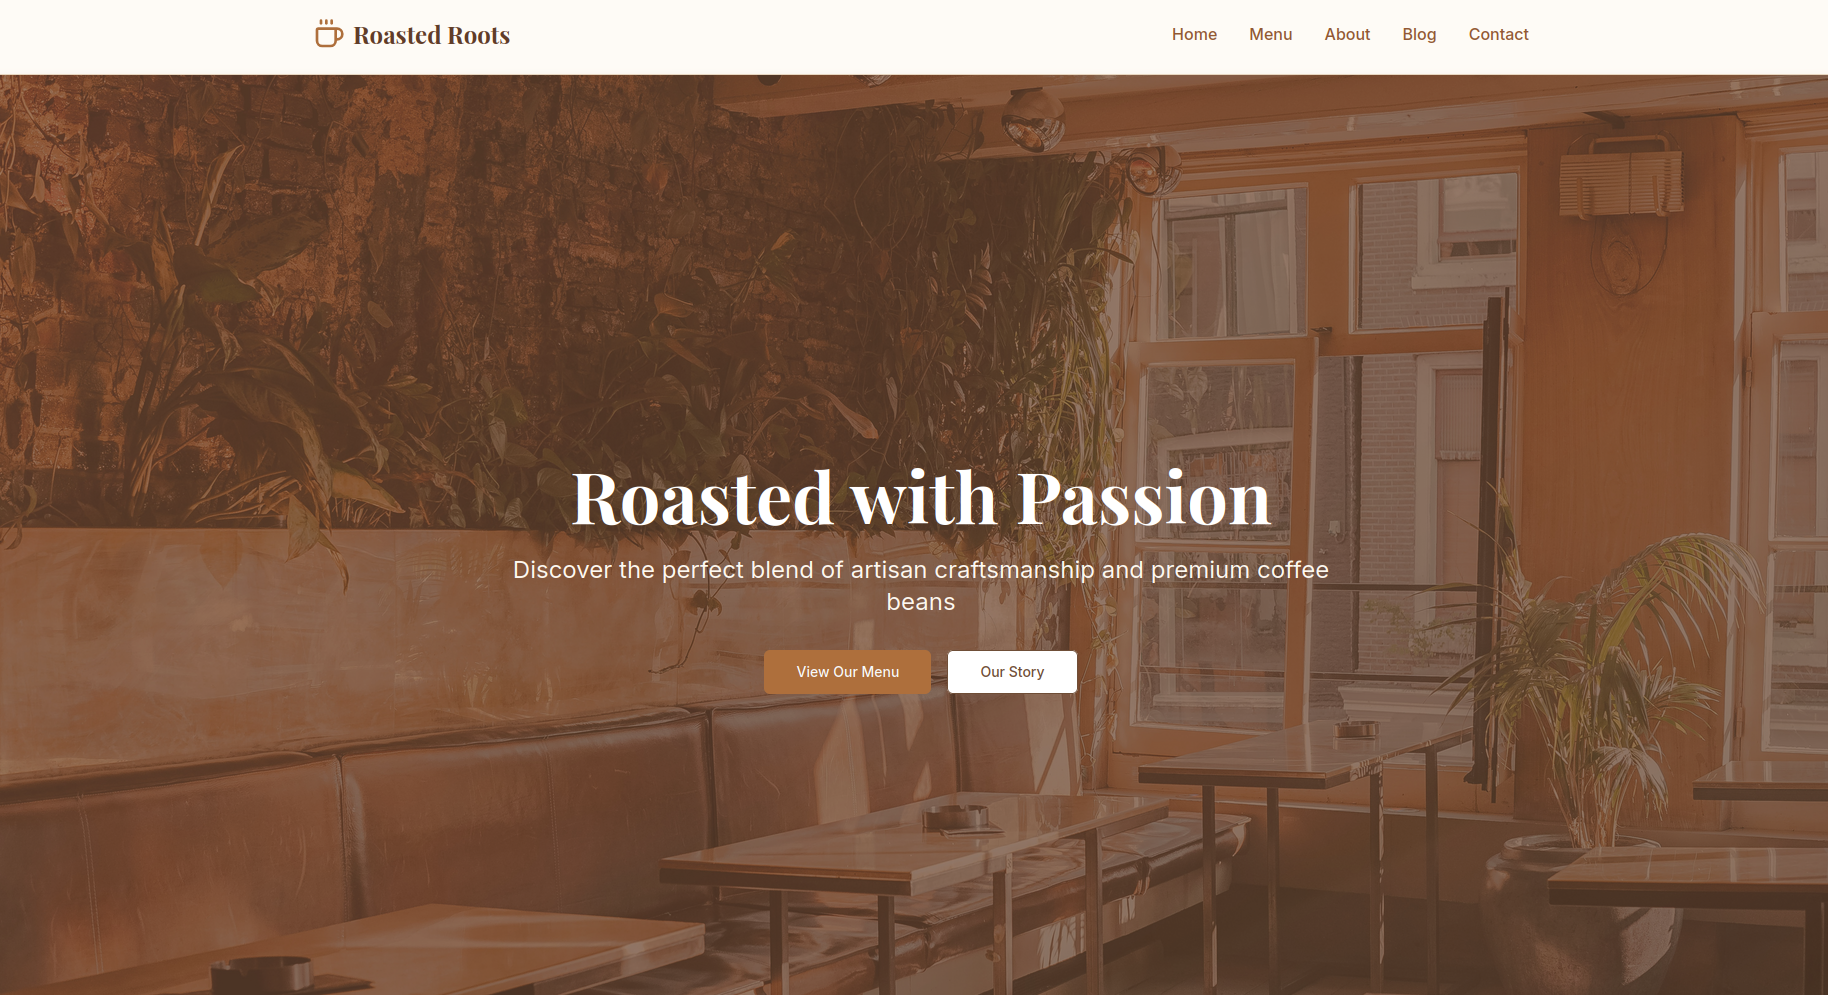 Roasted Roots
Home Menu About Blog Contact
Roasted with Passion
Discover the perfect blend of artisan craftsmanship and premium coffee
beans
View Our Menu Our Story